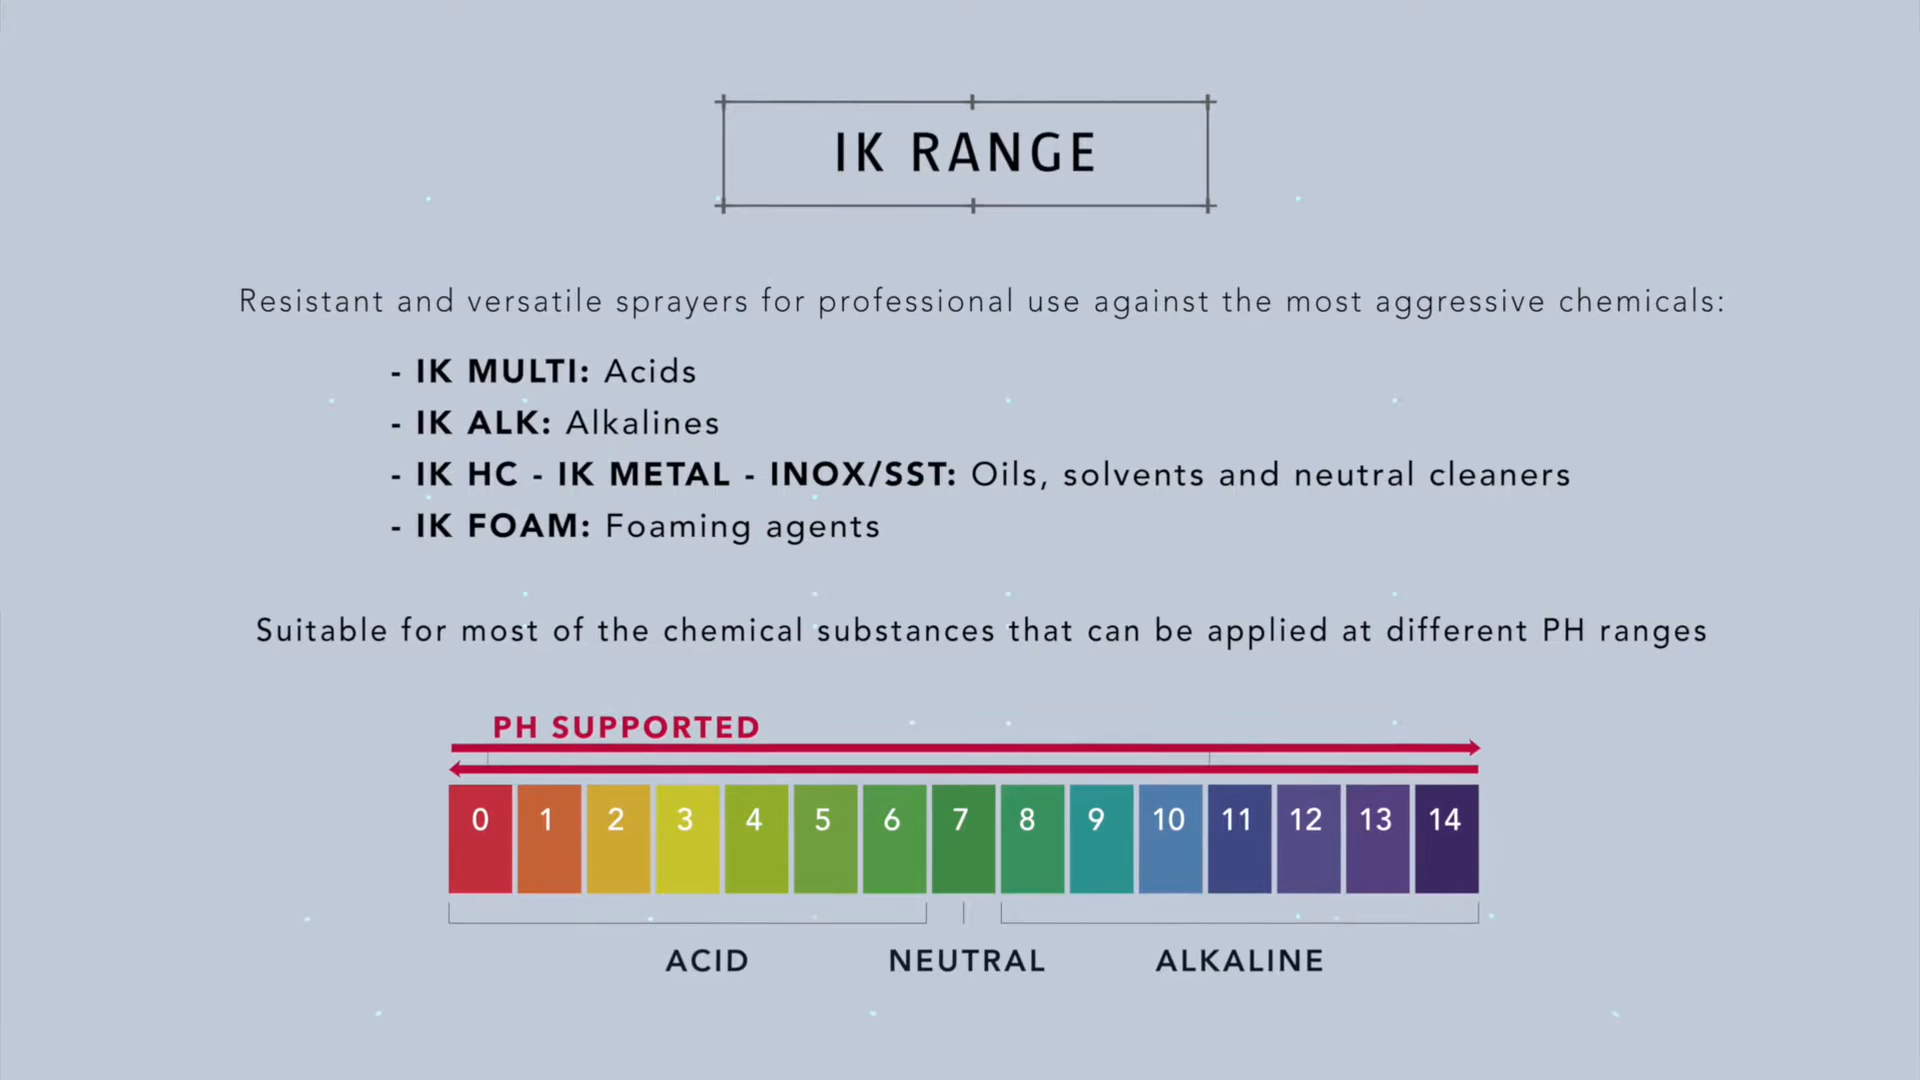 IK RANGE
Resistant and versatile sprayers for professional use against the most aggressive chemicals:
- IK MULTI: Acids
- IK ALK: Alkalines
- IK HC - IK METAL - INOX/SST: Oils, solvents and neutral cleaners
- IK FOAM: Foaming agents
Suitable for most of the chemical substances that can be applied at different PH ranges
PH SUPPORTED
0 1 2 3 4 5 6 7 8 9 10 11 12 13 14
ACID NEUTRAL ALKALINE